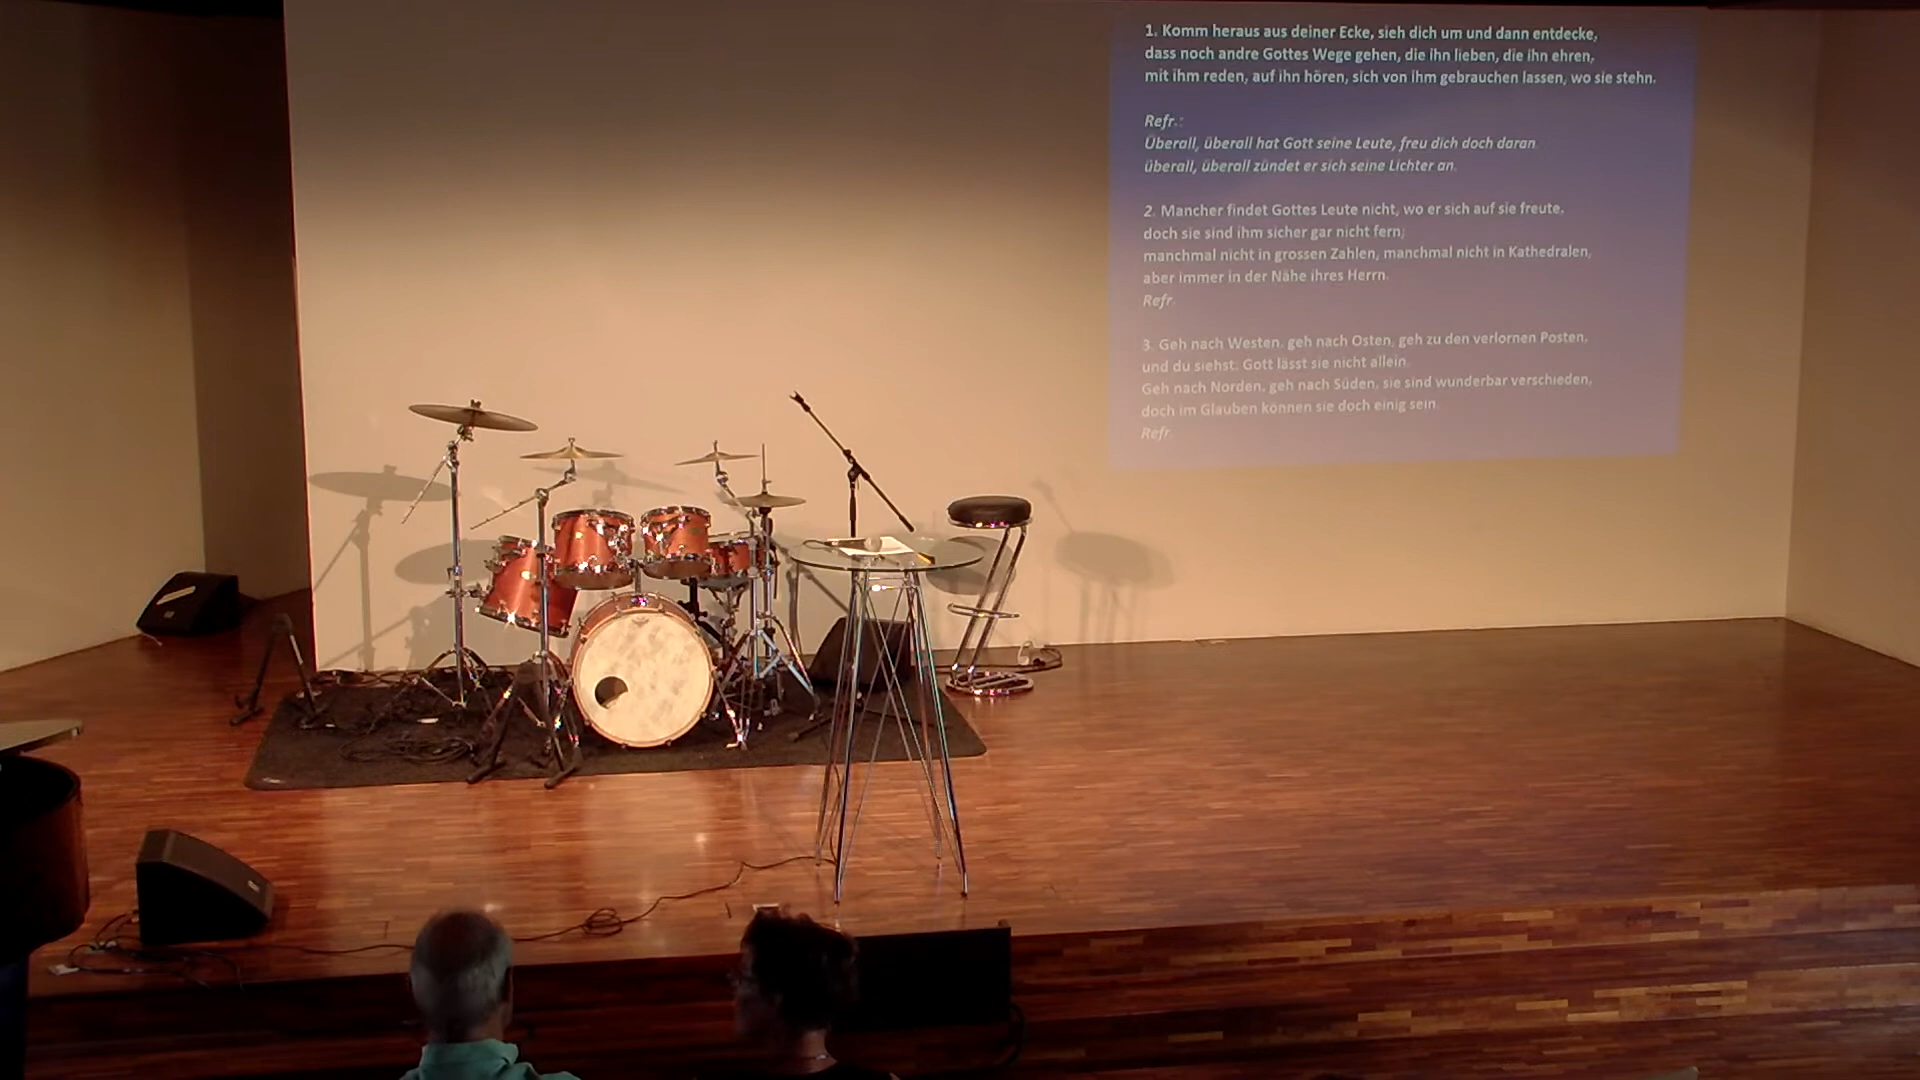 1. Komm heraus aus deiner Ecke, sieh dich um und dann entdecke,
dass noch andre Gottes Wege gehen, die ihn lieben, die ihn ehren,
mit ihm reden, auf ihn hören, sich von ihm gebrauchen lassen, wo sie stehn.
Refr.:
Überall, überall hat Gott seine Leute, freu dich doch daran
überall, überall zündet er sich seine Lichter an.
2. Mancher findet Gottes Leute nicht, wo er sich auf sie freute,
doch sie sind ihm sicher gar nicht fern;
manchmal nicht in grossen Zahlen, manchmal nicht in Kathedralen,
aber immer in der Nähe ihres Herrn.
Refr.
3. Geh nach Westen, geh nach Osten, geh zu den verlornen Posten,
und du siehst: Gott lässt sie nicht allein.
Geh nach Norden, geh nach Süden, sie sind wunderbar verschieden,
doch im Glauben können sie doch einig sein.
Refr.